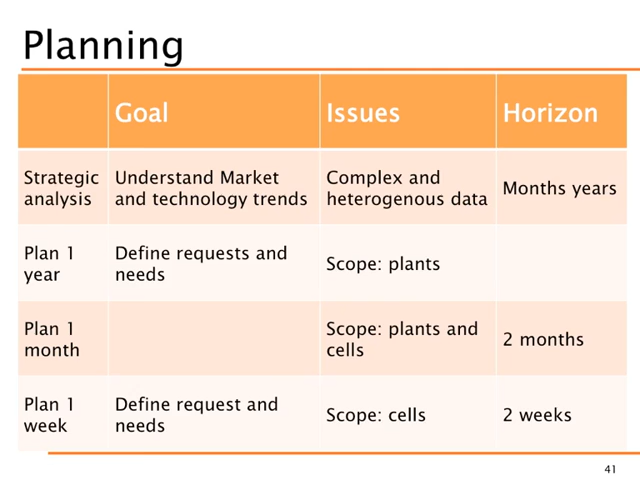 Planning
Goal Issues Horizon
Strategic analysis Understand Market and technology trends Complex and heterogenous data Months years
Plan 1 year Define requests and needs Scope: plants
Plan 1 month Scope: plants and cells 2 months
Plan 1 week Define request and needs Scope: cells 2 weeks
41